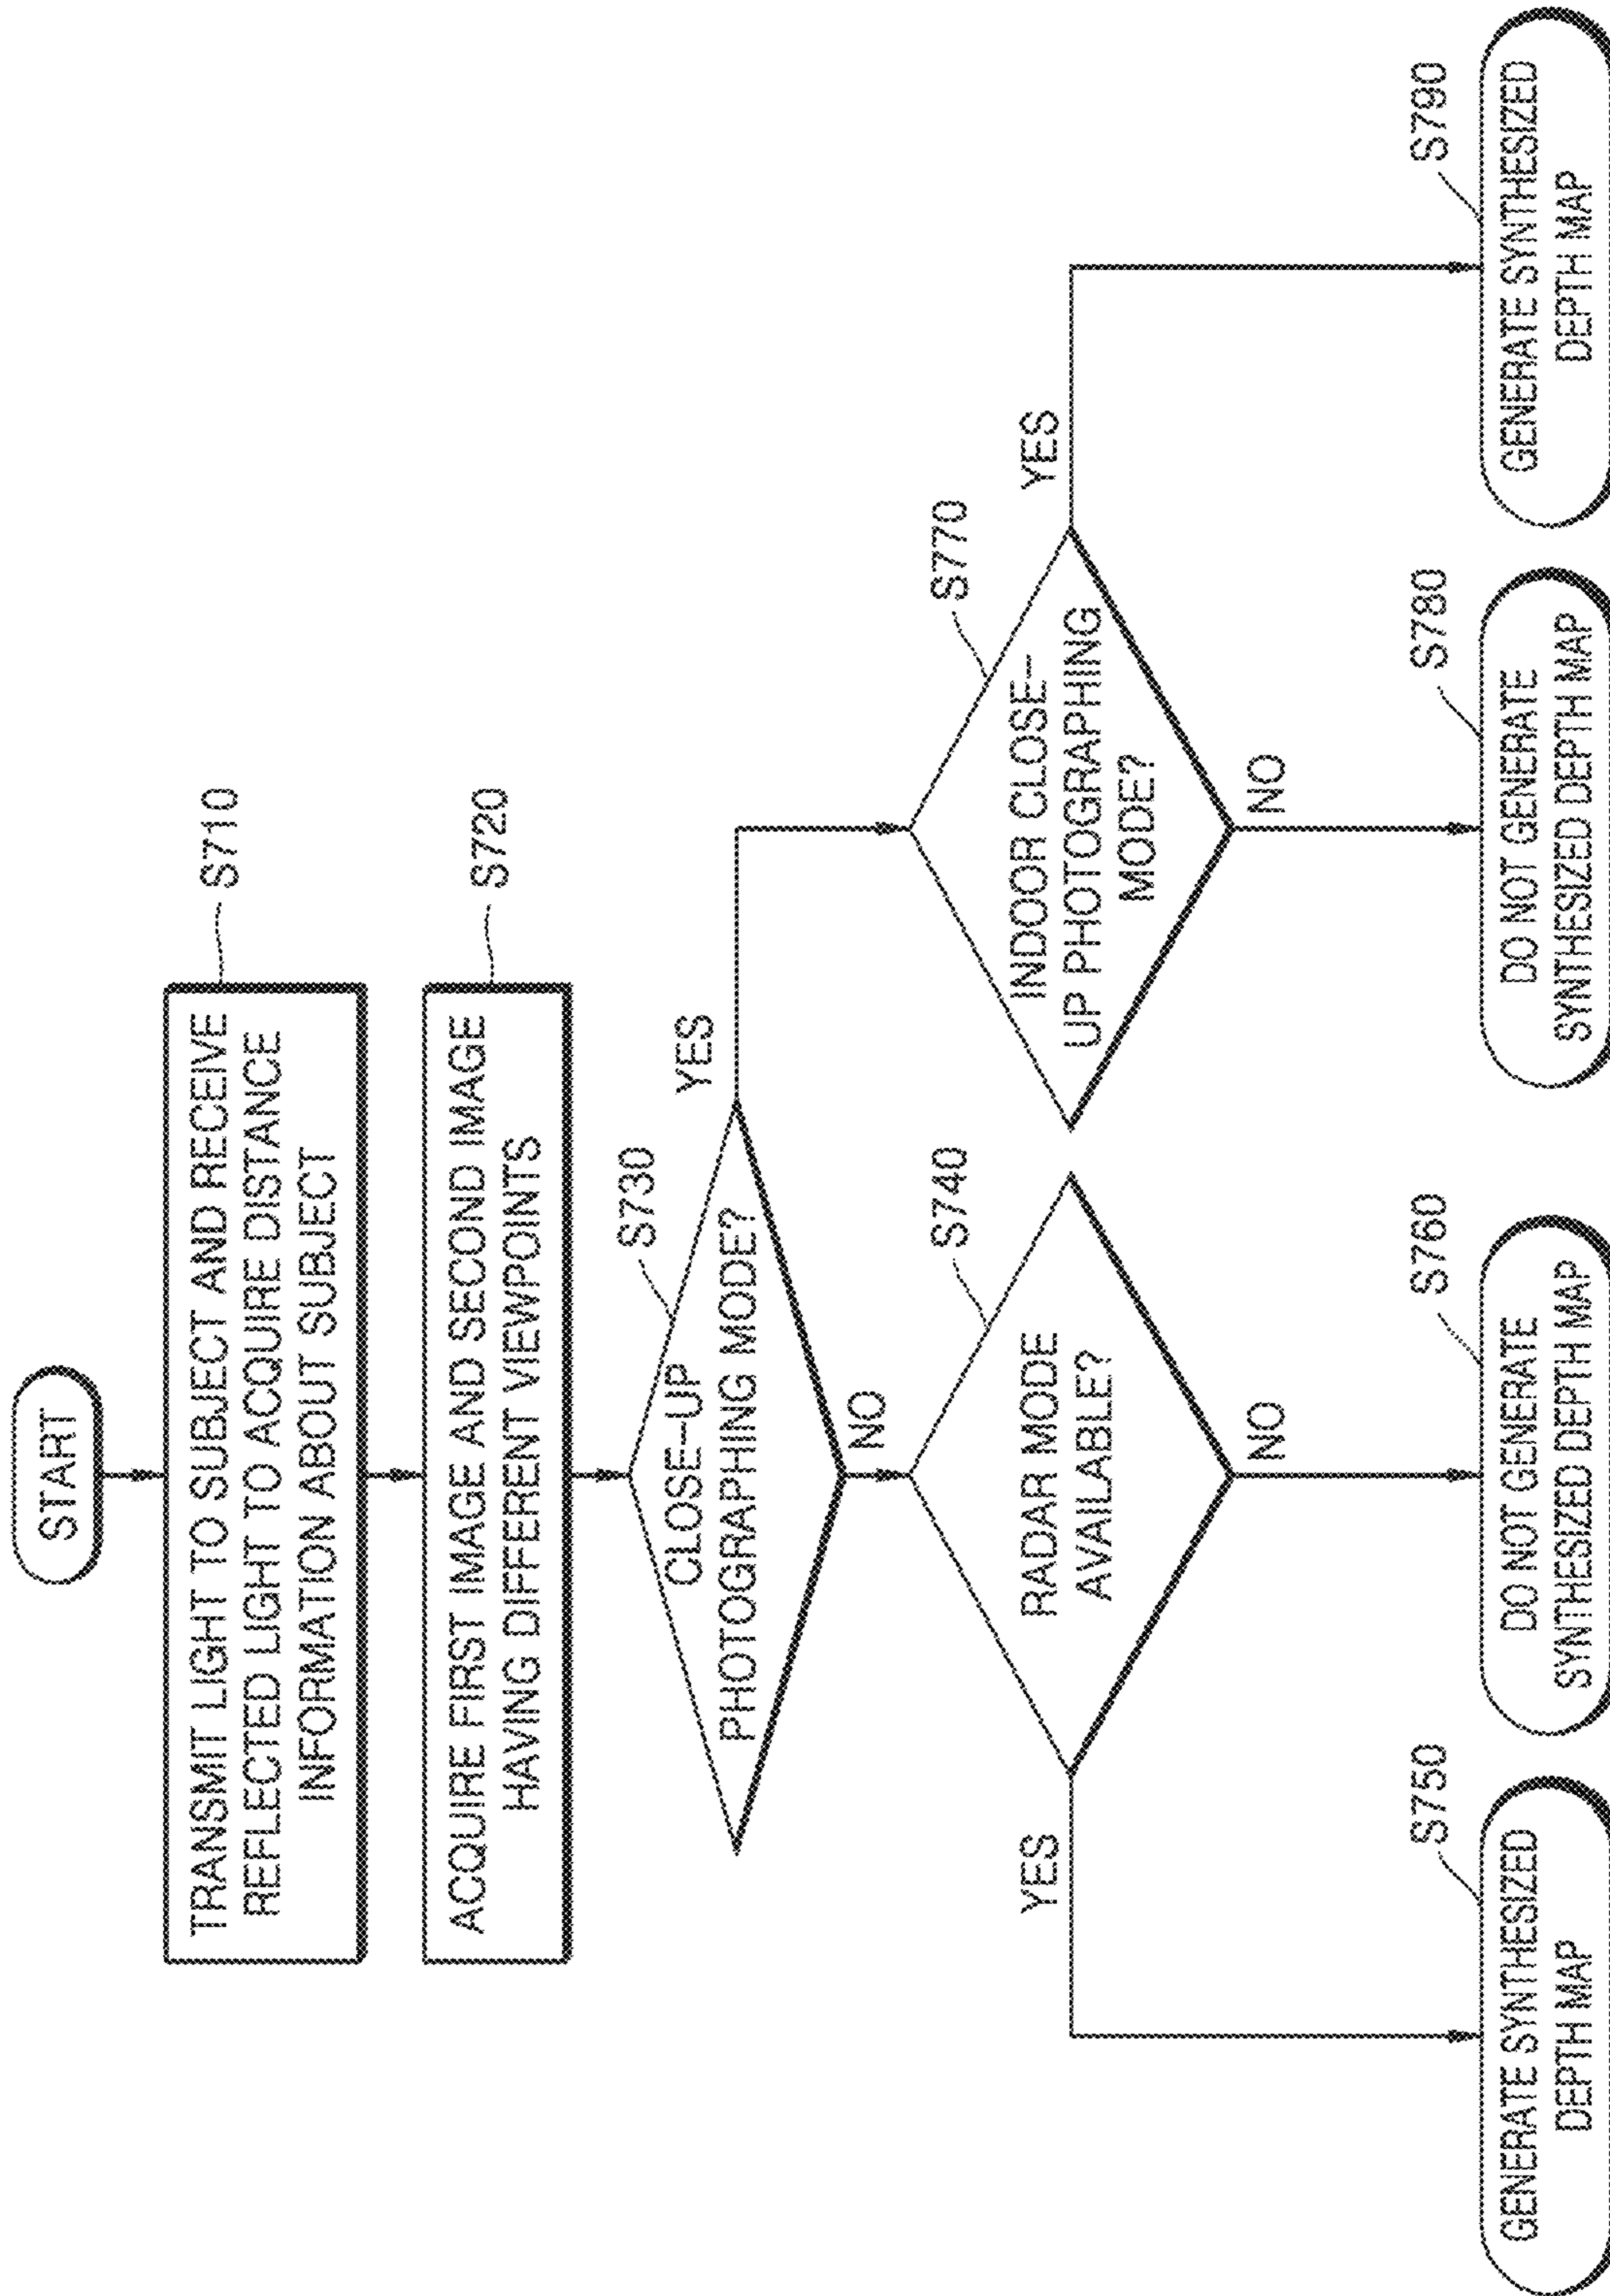 START
S710
TRANSMIT LIGHT TO SUBJECT AND RECEIVE
REFLECTED LIGHT TO ACQUIRE DISTANCE
INFORMATION ABOUT SUBJECT
S720
ACQUIRE FIRST IMAGE AND SECOND IMAGE
HAVING DIFFERENT VIEWPOINTS
S730
CLOSE-UP
PHOTOGRAPHING MODE?
YES
NO
S740
RADAR MODE
AVAILABLE?
YES
NO
S770
INDOOR CLOSE-
UP PHOTOGRAPHING
MODE?
YES
NO
S750
GENERATE SYNTHESIZED
DEPTH MAP
S760
DO NOT GENERATE
SYNTHESIZED DEPTH MAP
S780
DO NOT GENERATE
SYNTHESIZED DEPTH MAP
S790
GENERATE SYNTHESIZED
DEPTH MAP